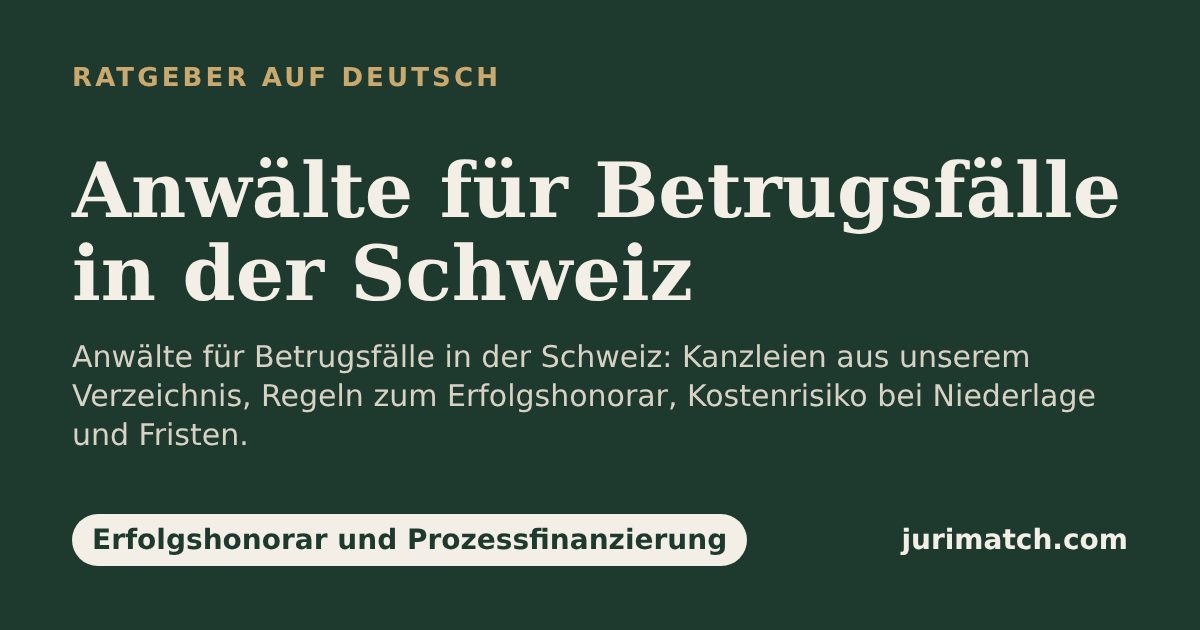 RATGEBER AUF DEUTSCH
Anwälte für Betrugsfälle
in der Schweiz
Anwälte für Betrugsfälle in der Schweiz: Kanzleien aus unserem
Verzeichnis, Regeln zum Erfolgshonorar, Kostenrisiko bei Niederlage
und Fristen.
Erfolgshonorar und Prozessfinanzierung
jurimatch.com